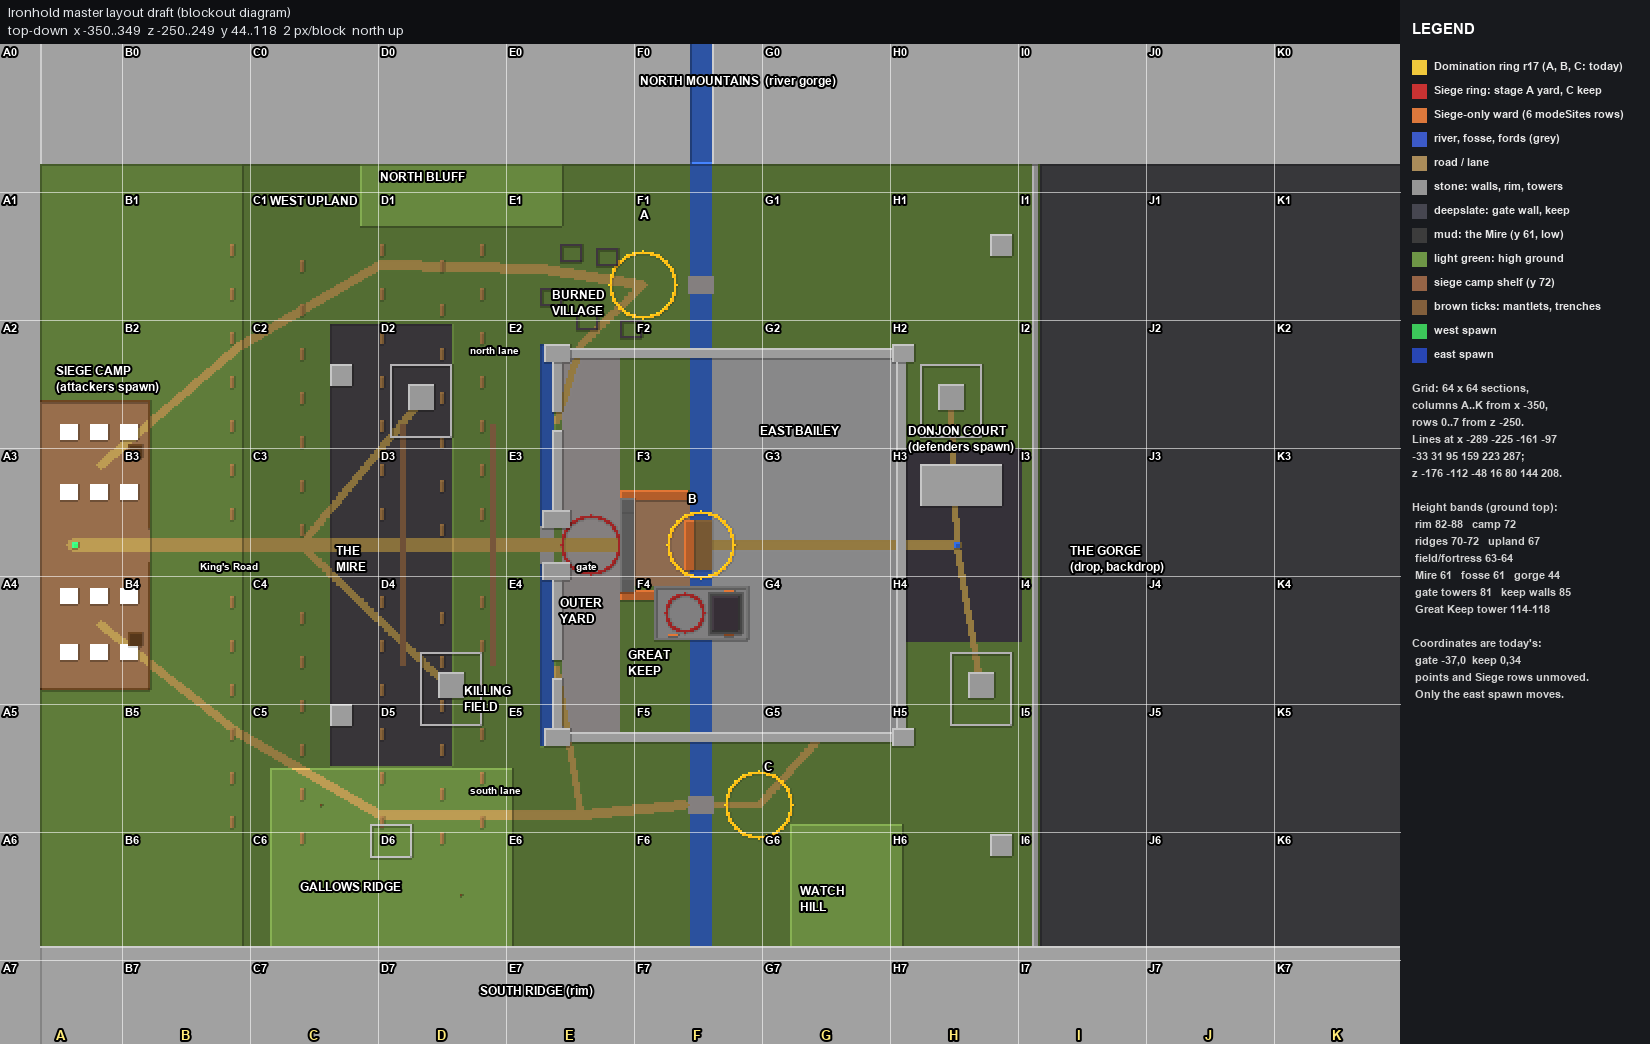 Ironhold master layout draft (blockout diagram)
top-down  x -350..349  z -250..249  y 44..118  2 px/block  north up
A0 B0 C0 D0 E0 F0 G0 H0 I0 J0 K0
NORTH MOUNTAINS (river gorge)
NORTH BLUFF
A1 B1 C1 WEST UPLAND D1 E1 F1 G1 H1 I1 J1 K1
A
BURNED
VILLAGE
A2 B2 C2 D2 E2 F2 G2 H2 I2 J2 K2
north lane
SIEGE CAMP
(attackers spawn)
EAST BAILEY
DONJON COURT
(defenders spawn)
A3 B3 C3 D3 E3 F3 G3 H3 I3 J3 K3
B
THE
MIRE
King's Road
gate
THE GORGE
(drop, backdrop)
A4 B4 C4 D4 E4 F4 G4 H4 I4 J4 K4
OUTER
YARD
GREAT
KEEP
KILLING
FIELD
A5 B5 C5 D5 E5 F5 G5 H5 I5 J5 K5
C
south lane
A6 B6 C6 D6 E6 F6 G6 H6 I6 J6 K6
GALLOWS RIDGE
WATCH
HILL
A7 B7 C7 D7 E7 F7 G7 H7 I7 J7 K7
SOUTH RIDGE (rim)
A B C D E F G H I J K
LEGEND
Domination ring r17 (A, B, C: today)
Siege ring: stage A yard, C keep
Siege-only ward (6 modeSites rows)
river, fosse, fords (grey)
road / lane
stone: walls, rim, towers
deepslate: gate wall, keep
mud: the Mire (y 61, low)
light green: high ground
siege camp shelf (y 72)
brown ticks: mantlets, trenches
west spawn
east spawn
Grid: 64 x 64 sections,
columns A..K from x -350,
rows 0..7 from z -250.
Lines at x -289 -225 -161 -97
-33 31 95 159 223 287;
z -176 -112 -48 16 80 144 208.
Height bands (ground top):
rim 82-88   camp 72
ridges 70-72   upland 67
field/fortress 63-64
Mire 61   fosse 61   gorge 44
gate towers 81   keep walls 85
Great Keep tower 114-118
Coordinates are today's:
gate -37,0   keep 0,34
points and Siege rows unmoved.
Only the east spawn moves.